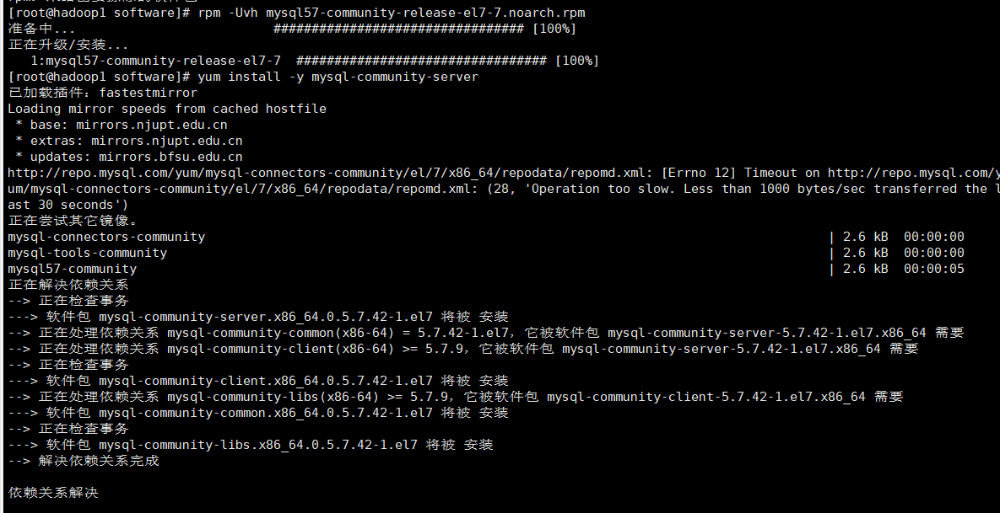 [root@hadoop1 software]# rpm -Uvh mysql57-community-release-el7-7.noarch.rpm
准备中...                          ################################# [100%]
正在升级/安装...
   1:mysql57-community-release-el7-7  ################################# [100%]
[root@hadoop1 software]# yum install -y mysql-community-server
已加载插件：fastestmirror
Loading mirror speeds from cached hostfile
 * base: mirrors.njupt.edu.cn
 * extras: mirrors.njupt.edu.cn
 * updates: mirrors.bfsu.edu.cn
http://repo.mysql.com/yum/mysql-connectors-community/el/7/x86_64/repodata/repomd.xml: [Errno 12] Timeout on http://repo.mysql.com/y
um/mysql-connectors-community/el/7/x86_64/repodata/repomd.xml: (28, 'Operation too slow. Less than 1000 bytes/sec transferred the l
ast 30 seconds')
正在尝试其它镜像。
mysql-connectors-community | 2.6 kB  00:00:00
mysql-tools-community | 2.6 kB  00:00:00
mysql57-community | 2.6 kB  00:00:05
正在解决依赖关系
--> 正在检查事务
---> 软件包 mysql-community-server.x86_64.0.5.7.42-1.el7 将被 安装
--> 正在处理依赖关系 mysql-community-common(x86-64) = 5.7.42-1.el7，它被软件包 mysql-community-server-5.7.42-1.el7.x86_64 需要
--> 正在处理依赖关系 mysql-community-client(x86-64) >= 5.7.9，它被软件包 mysql-community-server-5.7.42-1.el7.x86_64 需要
--> 正在检查事务
---> 软件包 mysql-community-client.x86_64.0.5.7.42-1.el7 将被 安装
--> 正在处理依赖关系 mysql-community-libs(x86-64) >= 5.7.9，它被软件包 mysql-community-client-5.7.42-1.el7.x86_64 需要
---> 软件包 mysql-community-common.x86_64.0.5.7.42-1.el7 将被 安装
--> 正在检查事务
---> 软件包 mysql-community-libs.x86_64.0.5.7.42-1.el7 将被 安装
--> 解决依赖关系完成
依赖关系解决